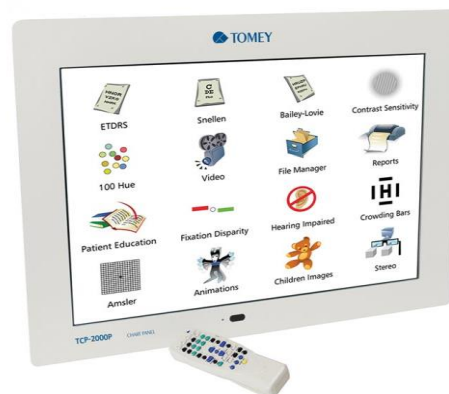 TOMEY
ETDRS
Snellen
Bailey-Lovie
Contrast Sensitivity
100 Hue
Video
File Manager
Reports
Patient Education
Fixation Disparity
Hearing Impaired
Crowding Bars
Amsler
Animations
Children Images
Stereo
TCP-2000P CHART PANEL